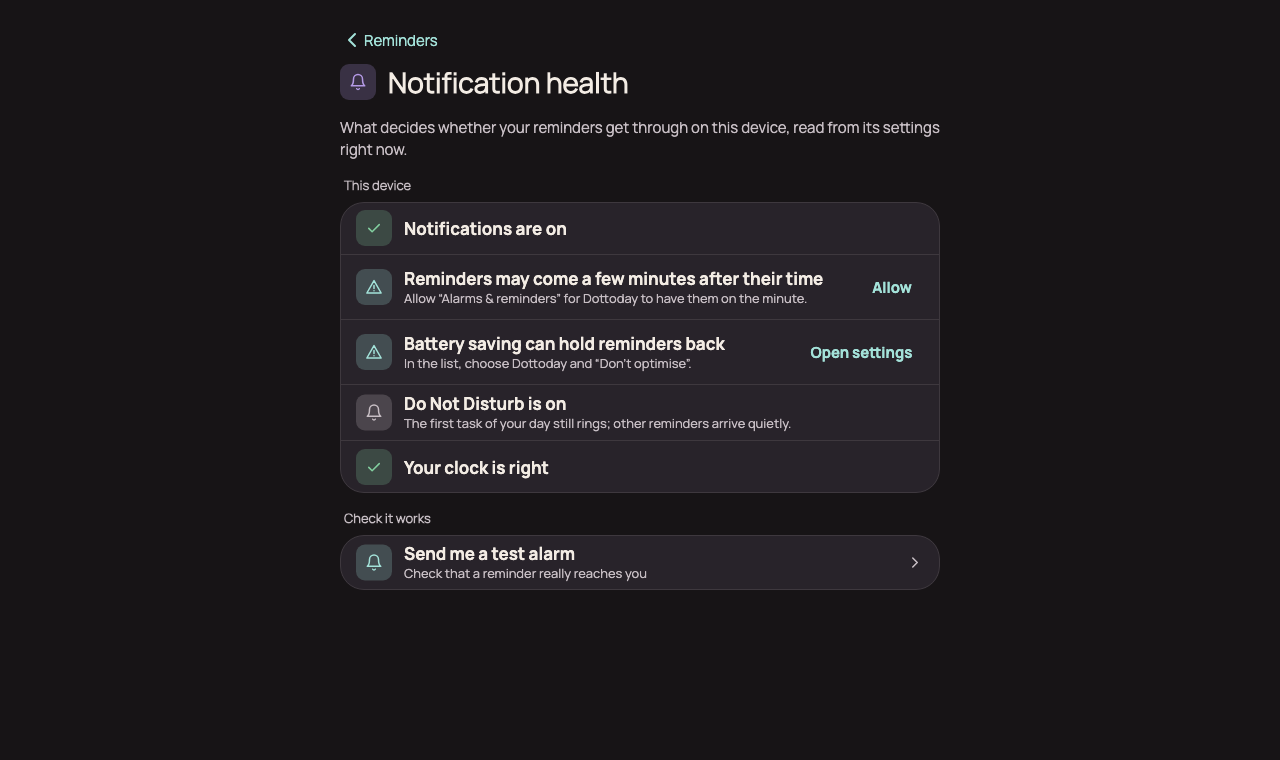 Reminders
Notification health
What decides whether your reminders get through on this device, read from its settings
right now.
This device
Notifications are on
Reminders may come a few minutes after their time
Allow “Alarms & reminders” for Dottoday to have them on the minute.
Allow
Battery saving can hold reminders back
In the list, choose Dottoday and “Don’t optimise”.
Open settings
Do Not Disturb is on
The first task of your day still rings; other reminders arrive quietly.
Your clock is right
Check it works
Send me a test alarm
Check that a reminder really reaches you